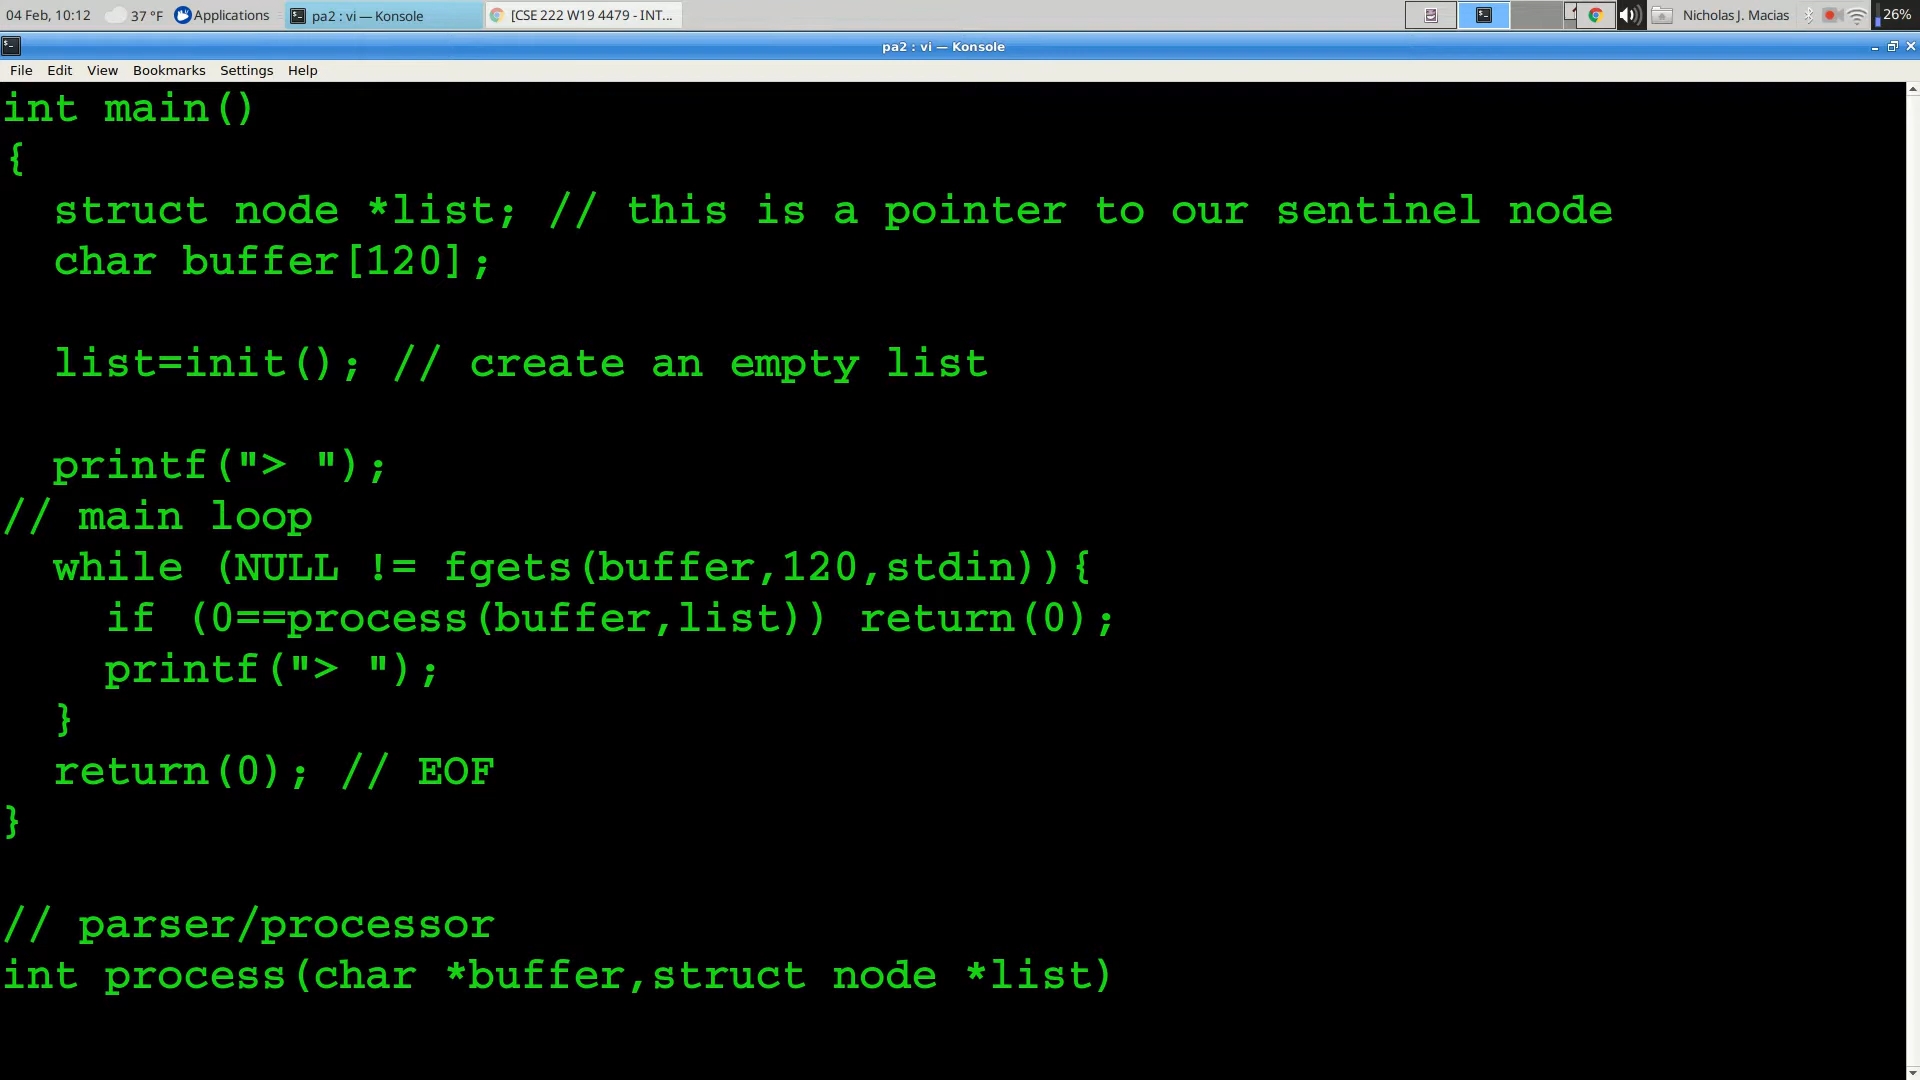 04 Feb, 10:12 37 °F Applications pa2 : vi — Konsole [CSE 222 W19 4479 - INT... Nicholas J. Macias 26%
pa2 : vi — Konsole
File Edit View Bookmarks Settings Help
int main()
{
  struct node *list; // this is a pointer to our sentinel node
  char buffer[120];

  list=init(); // create an empty list

  printf("> ");
// main loop
  while (NULL != fgets(buffer,120,stdin)){
    if (0==process(buffer,list)) return(0);
    printf("> ");
  }
  return(0); // EOF
}

// parser/processor
int process(char *buffer,struct node *list)